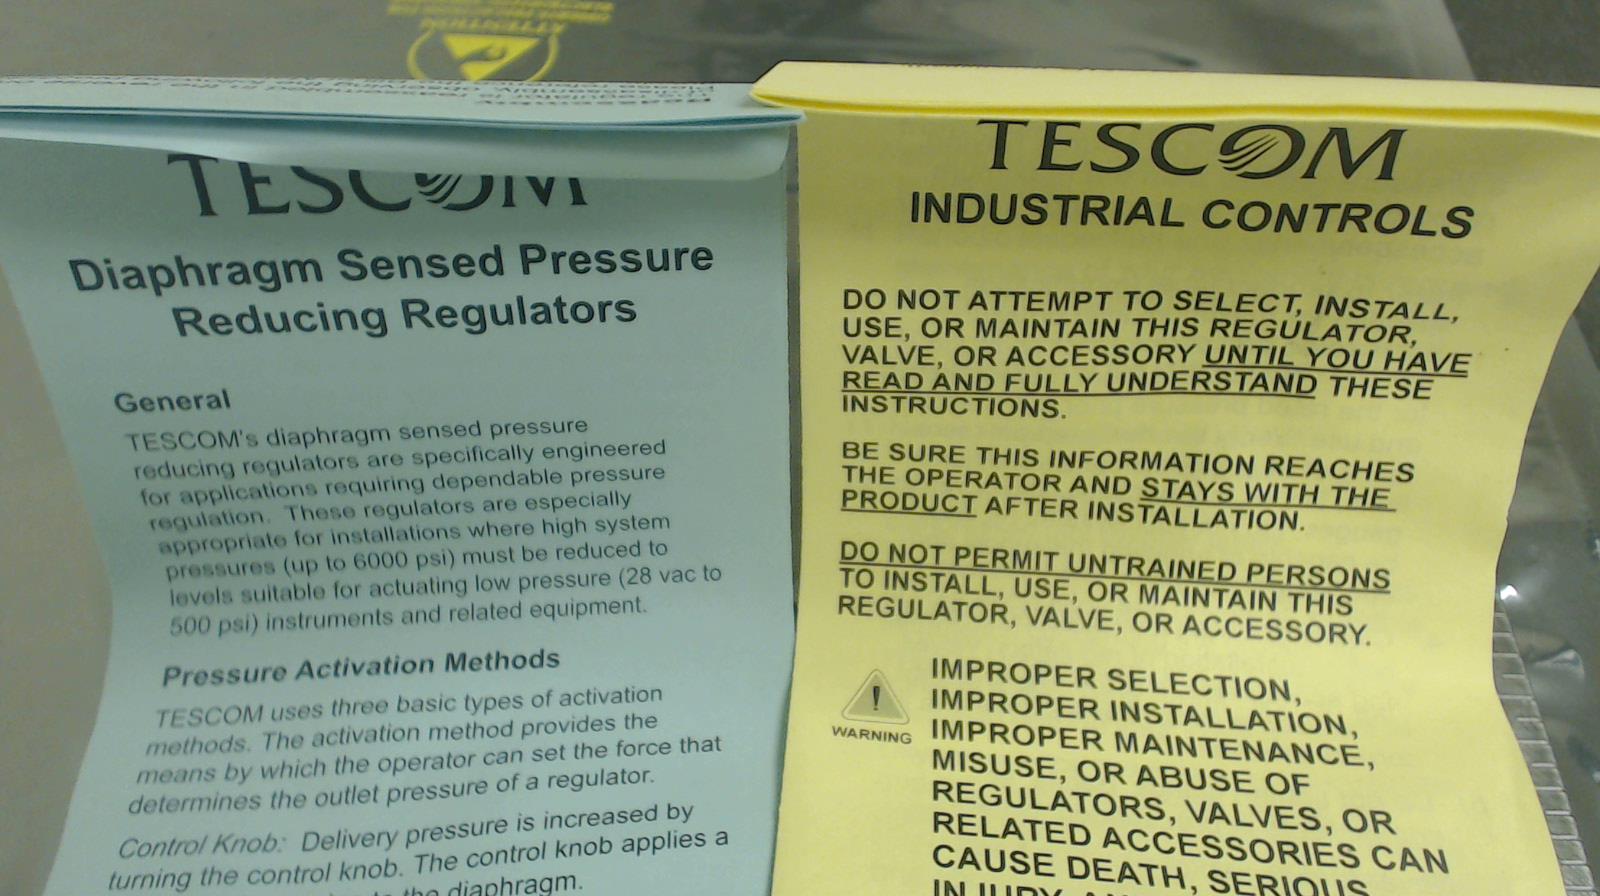 ATTENTION
Reassembly
TESCOM
Diaphragm Sensed Pressure
Reducing Regulators
General
TESCOM's diaphragm sensed pressure
reducing regulators are specifically engineered
for applications requiring dependable pressure
regulation. These regulators are especially
appropriate for installations where high system
pressures (up to 6000 psi) must be reduced to
levels suitable for actuating low pressure (28 vac to
500 psi) instruments and related equipment.
Pressure Activation Methods
TESCOM uses three basic types of activation
methods. The activation method provides the
means by which the operator can set the force that
determines the outlet pressure of a regulator.
Control Knob: Delivery pressure is increased by
turning the control knob. The control knob applies a
the diaphragm.
TESCOM
INDUSTRIAL CONTROLS
DO NOT ATTEMPT TO SELECT, INSTALL,
USE, OR MAINTAIN THIS REGULATOR,
VALVE, OR ACCESSORY UNTIL YOU HAVE
READ AND FULLY UNDERSTAND THESE
INSTRUCTIONS.
BE SURE THIS INFORMATION REACHES
THE OPERATOR AND STAYS WITH THE
PRODUCT AFTER INSTALLATION.
DO NOT PERMIT UNTRAINED PERSONS
TO INSTALL, USE, OR MAINTAIN THIS
REGULATOR, VALVE, OR ACCESSORY.
WARNING
IMPROPER SELECTION,
IMPROPER INSTALLATION,
IMPROPER MAINTENANCE,
MISUSE, OR ABUSE OF
REGULATORS, VALVES, OR
RELATED ACCESSORIES CAN
CAUSE DEATH, SERIOUS
INJURY,